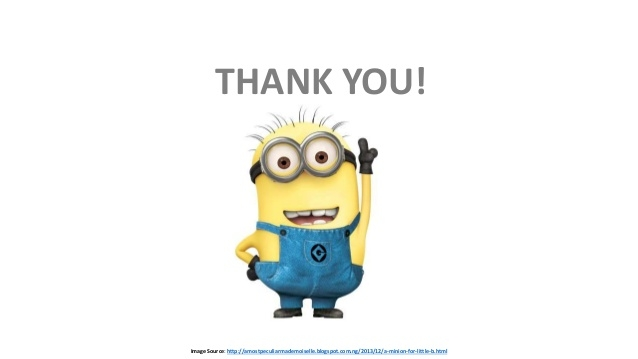 THANK YOU!
Image Source: http://amostpeculiarmademoiselle.blogspot.com.ng/2013/12/a-minion-for-little-b.html